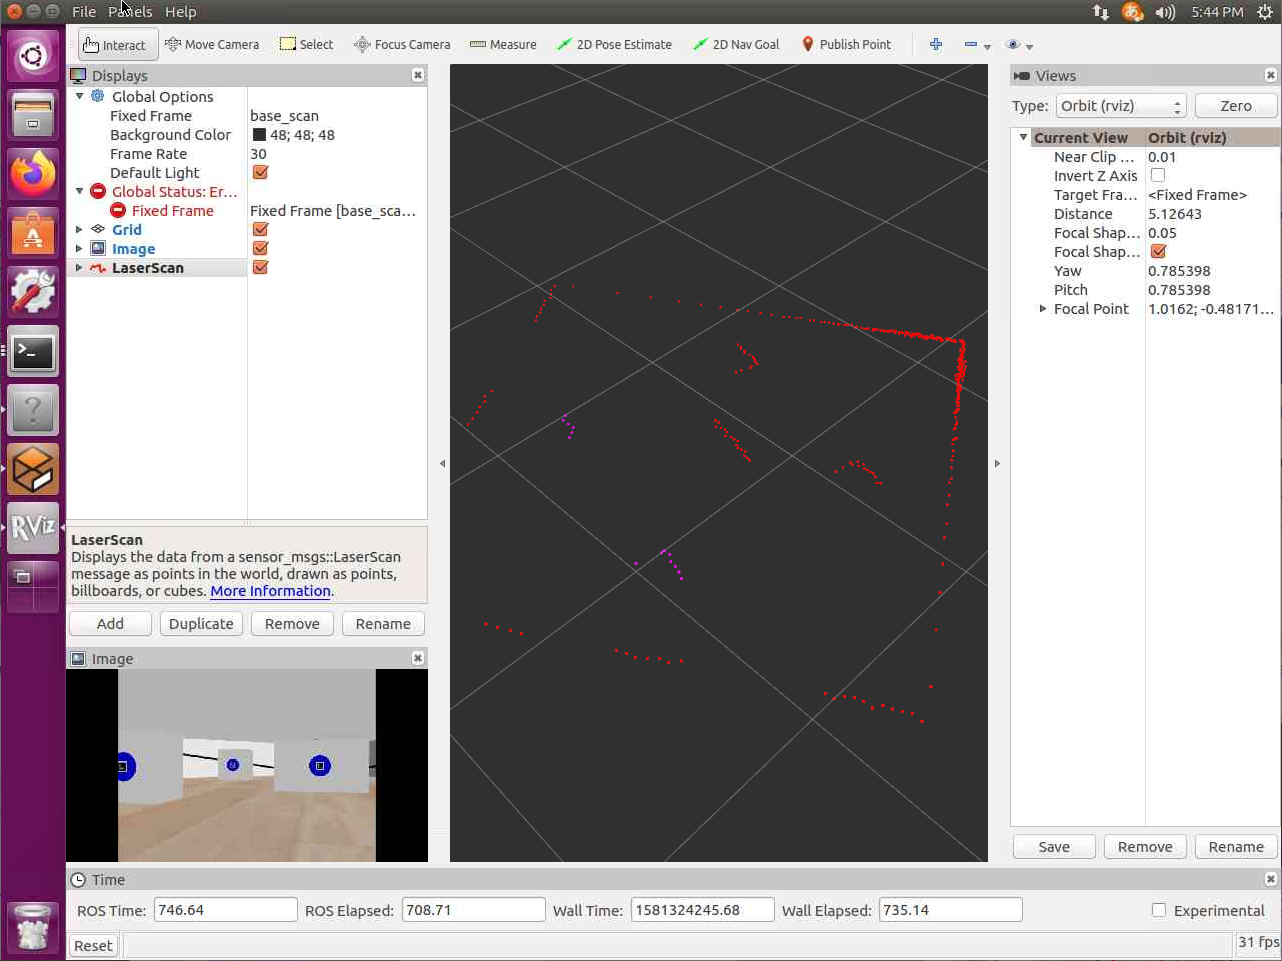 File Panels Help
5:44 PM
Interact Move Camera Select Focus Camera Measure 2D Pose Estimate 2D Nav Goal Publish Point
Displays
Global Options
Fixed Frame base_scan
Background Color 48; 48; 48
Frame Rate 30
Default Light
Global Status: Er...
Fixed Frame Fixed Frame [base_sca...
Grid
Image
LaserScan
LaserScan
Displays the data from a sensor_msgs::LaserScan
message as points in the world, drawn as points,
billboards, or cubes. More Information.
Add Duplicate Remove Rename
Image
Views
Type: Orbit (rviz) Zero
Current View Orbit (rviz)
Near Clip ... 0.01
Invert Z Axis
Target Fra... <Fixed Frame>
Distance 5.12643
Focal Shap... 0.05
Focal Shap...
Yaw 0.785398
Pitch 0.785398
Focal Point 1.0162; -0.48171...
Save Remove Rename
RViz
Time
ROS Time: 746.64 ROS Elapsed: 708.71 Wall Time: 1581324245.68 Wall Elapsed: 735.14 Experimental
Reset 31 fps